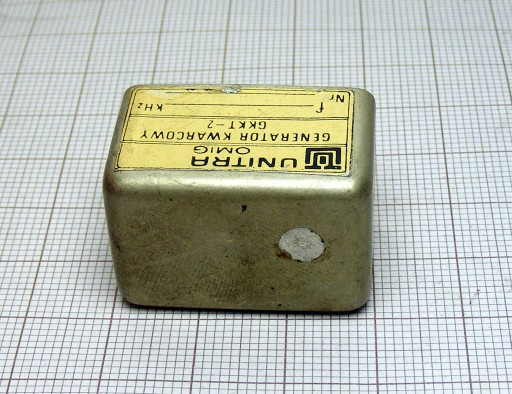 UNITRA
OMIG
GENERATOR KWARCOWY
GKKT-2
f kHz
Nr